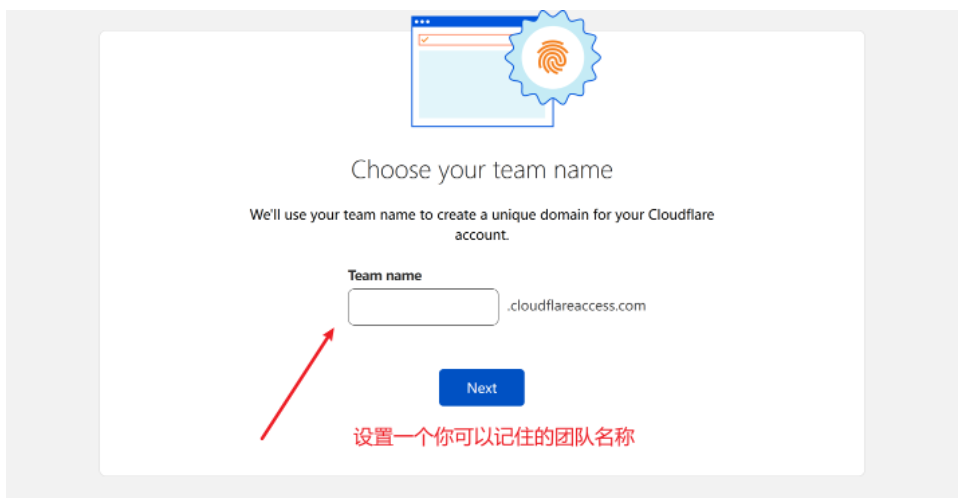 Choose your team name
We'll use your team name to create a unique domain for your Cloudflare
account.
Team name
.cloudflareaccess.com
Next
设置一个你可以记住的团队名称